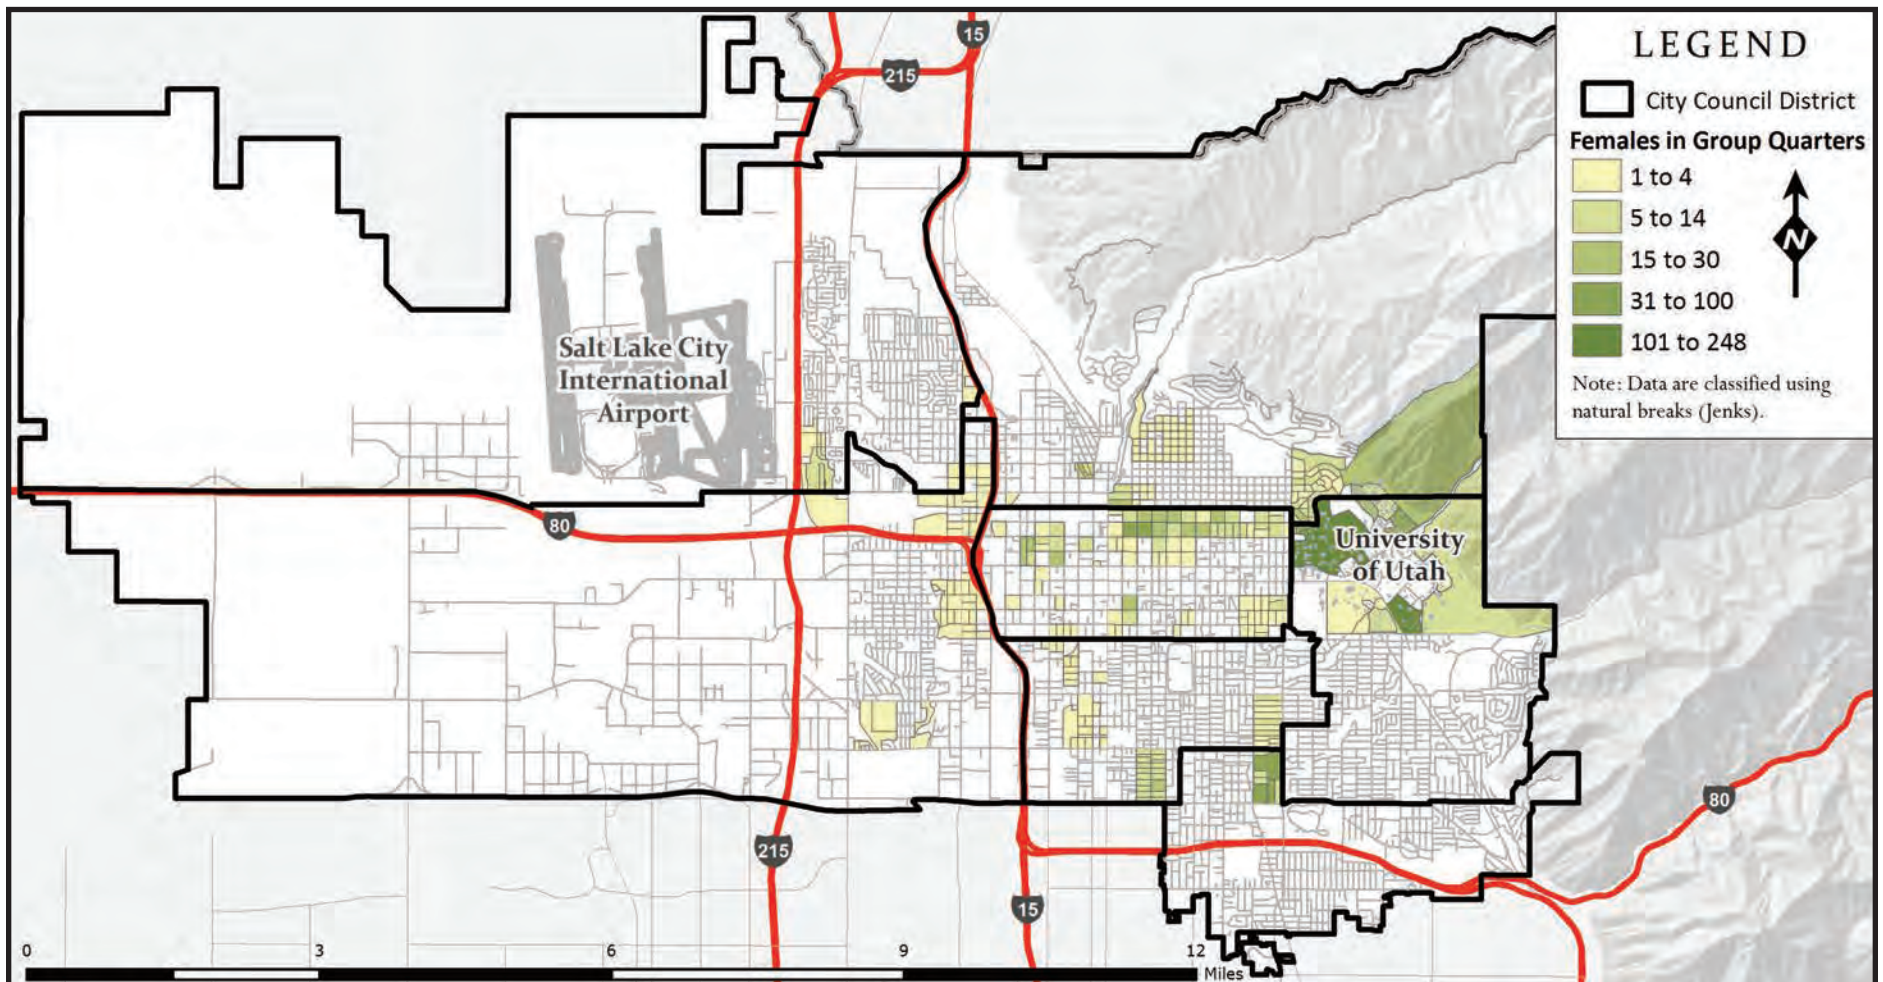 LEGEND
City Council District
Females in Group Quarters
1 to 4
5 to 14
15 to 30
31 to 100
101 to 248
N
Note: Data are classified using
natural breaks (Jenks).
15
215
Salt Lake City
International
Airport
80
University
of Utah
80
215
15
0 3 6 9 12
Miles